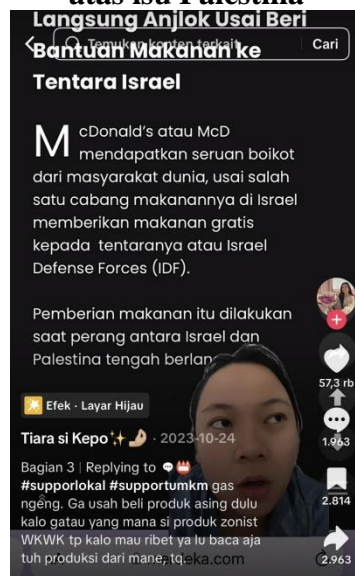 atas isu Palestina
Langsung Anjlok Usai Beri
Temukan konten terkait
Cari
Bantuan Makanan ke
Tentara Israel
McDonald's atau McD
mendapatkan seruan boikot
dari masyarakat dunia, usai salah
satu cabang makanannya di Israel
memberikan makanan gratis
kepada tentaranya atau Israel
Defense Forces (IDF).
Pemberian makanan itu dilakukan
saat perang antara Israel dan
Palestina tengah berlan
57,3 rb
Efek - Layar Hijau
Tiara si Kepo✨🤌🏻 · 2023-10-24
1.963
Bagian 3 | Replying to
#supporlokal #supportumkm gas
ngeng. Ga usah beli produk asing dulu
2.814
kalo gatau yang mana si produk zonist
WKWK tp kalo mau ribet ya lu baca aja
tuh produksi dari mane, tq.
2.963